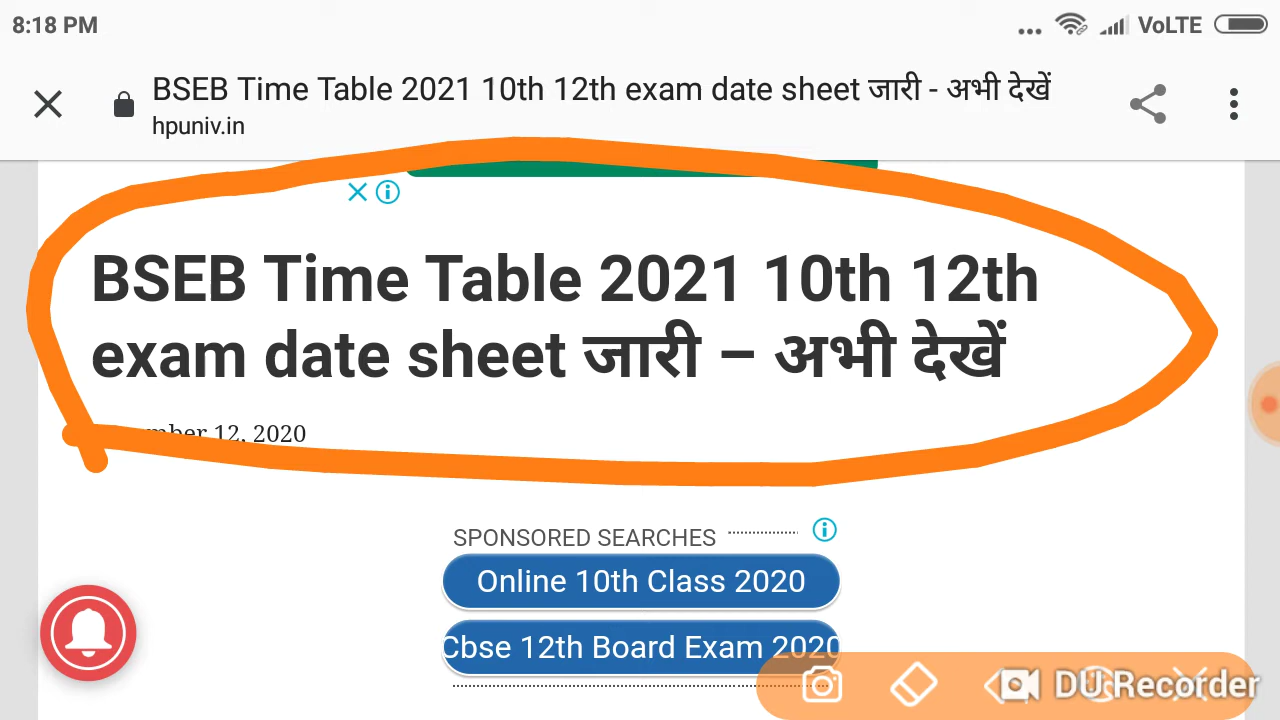 8:18 PM
VoLTE
BSEB Time Table 2021 10th 12th exam date sheet जारी - अभी देखें
hpuniv.in
BSEB Time Table 2021 10th 12th
exam date sheet जारी – अभी देखें
12, 2020
SPONSORED SEARCHES
Online 10th Class 2020
Cbse 12th Board Exam 2020
DU Recorder